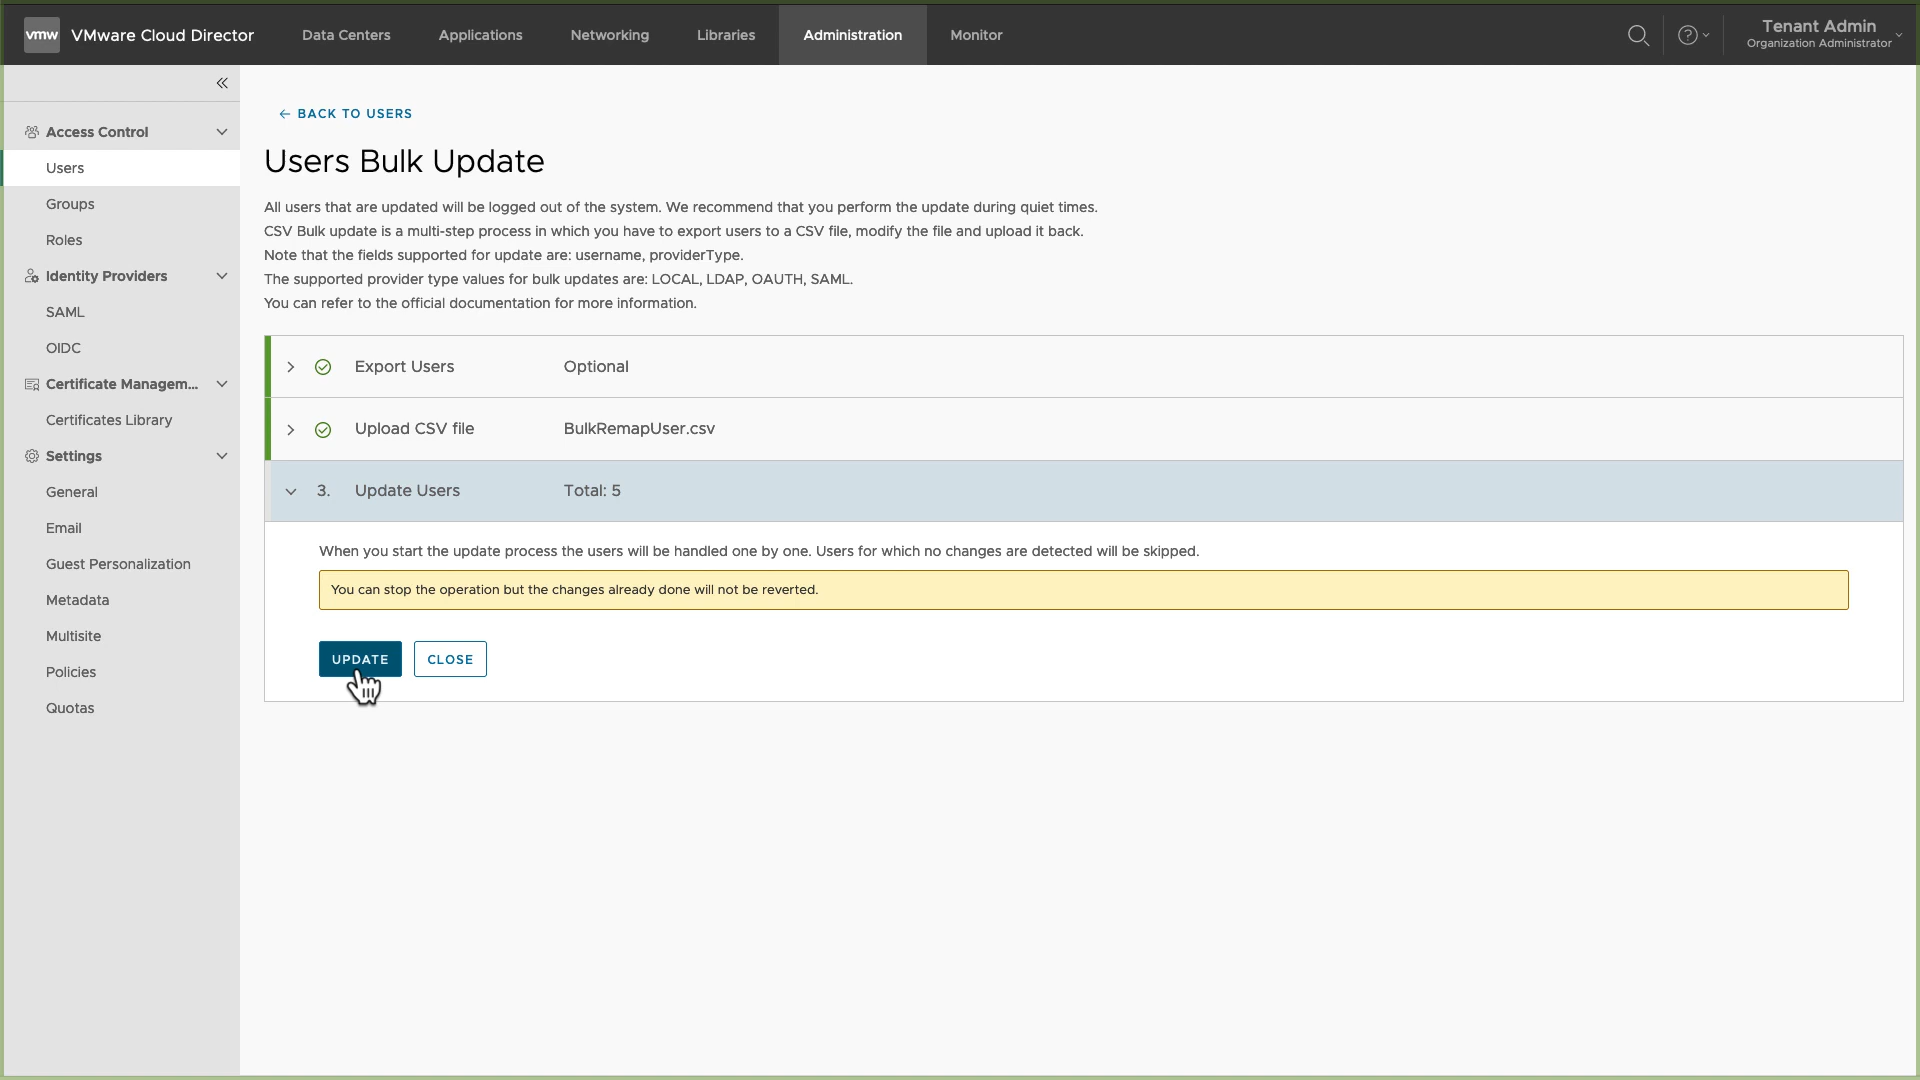 vmw VMware Cloud Director
Data Centers
Applications
Networking
Libraries
Administration
Monitor
Tenant Admin
Organization Administrator
Access Control
Users
Groups
Roles
Identity Providers
SAML
OIDC
Certificate Managem...
Certificates Library
Settings
General
Email
Guest Personalization
Metadata
Multisite
Policies
Quotas
BACK TO USERS
Users Bulk Update
All users that are updated will be logged out of the system. We recommend that you perform the update during quiet times.
CSV Bulk update is a multi-step process in which you have to export users to a CSV file, modify the file and upload it back.
Note that the fields supported for update are: username, providerType.
The supported provider type values for bulk updates are: LOCAL, LDAP, OAUTH, SAML.
You can refer to the official documentation for more information.
Export Users Optional
Upload CSV file BulkRemapUser.csv
3. Update Users Total: 5
When you start the update process the users will be handled one by one. Users for which no changes are detected will be skipped.
You can stop the operation but the changes already done will not be reverted.
UPDATE CLOSE